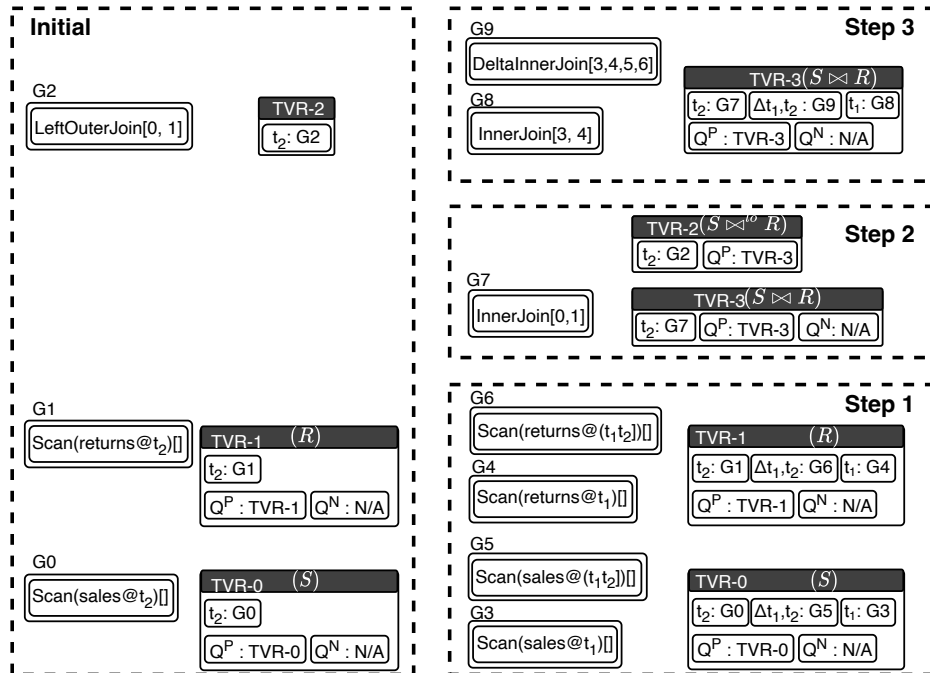 Initial
G2
LeftOuterJoin[0, 1]
TVR-2
t₂: G2
G1
Scan(returns@t₂)[]
TVR-1 (R)
t₂: G1
Qᴾ : TVR-1 Qᴺ : N/A
G0
Scan(sales@t₂)[]
TVR-0 (S)
t₂: G0
Qᴾ : TVR-0 Qᴺ : N/A
Step 3
G9
DeltaInnerJoin[3,4,5,6]
G8
InnerJoin[3, 4]
TVR-3(S ⋈ R)
t₂: G7 Δt₁,t₂ : G9 t₁: G8
Qᴾ : TVR-3 Qᴺ : N/A
Step 2
TVR-2(S ⋈ˡᵒ R)
t₂: G2 Qᴾ: TVR-3
G7
InnerJoin[0,1]
TVR-3(S ⋈ R)
t₂: G7 Qᴾ: TVR-3 Qᴺ: N/A
Step 1
G6
Scan(returns@(t₁t₂])[]
G4
Scan(returns@t₁)[]
TVR-1 (R)
t₂: G1 Δt₁,t₂: G6 t₁: G4
Qᴾ : TVR-1 Qᴺ : N/A
G5
Scan(sales@(t₁t₂])[]
G3
Scan(sales@t₁)[]
TVR-0 (S)
t₂: G0 Δt₁,t₂: G5 t₁: G3
Qᴾ : TVR-0 Qᴺ : N/A